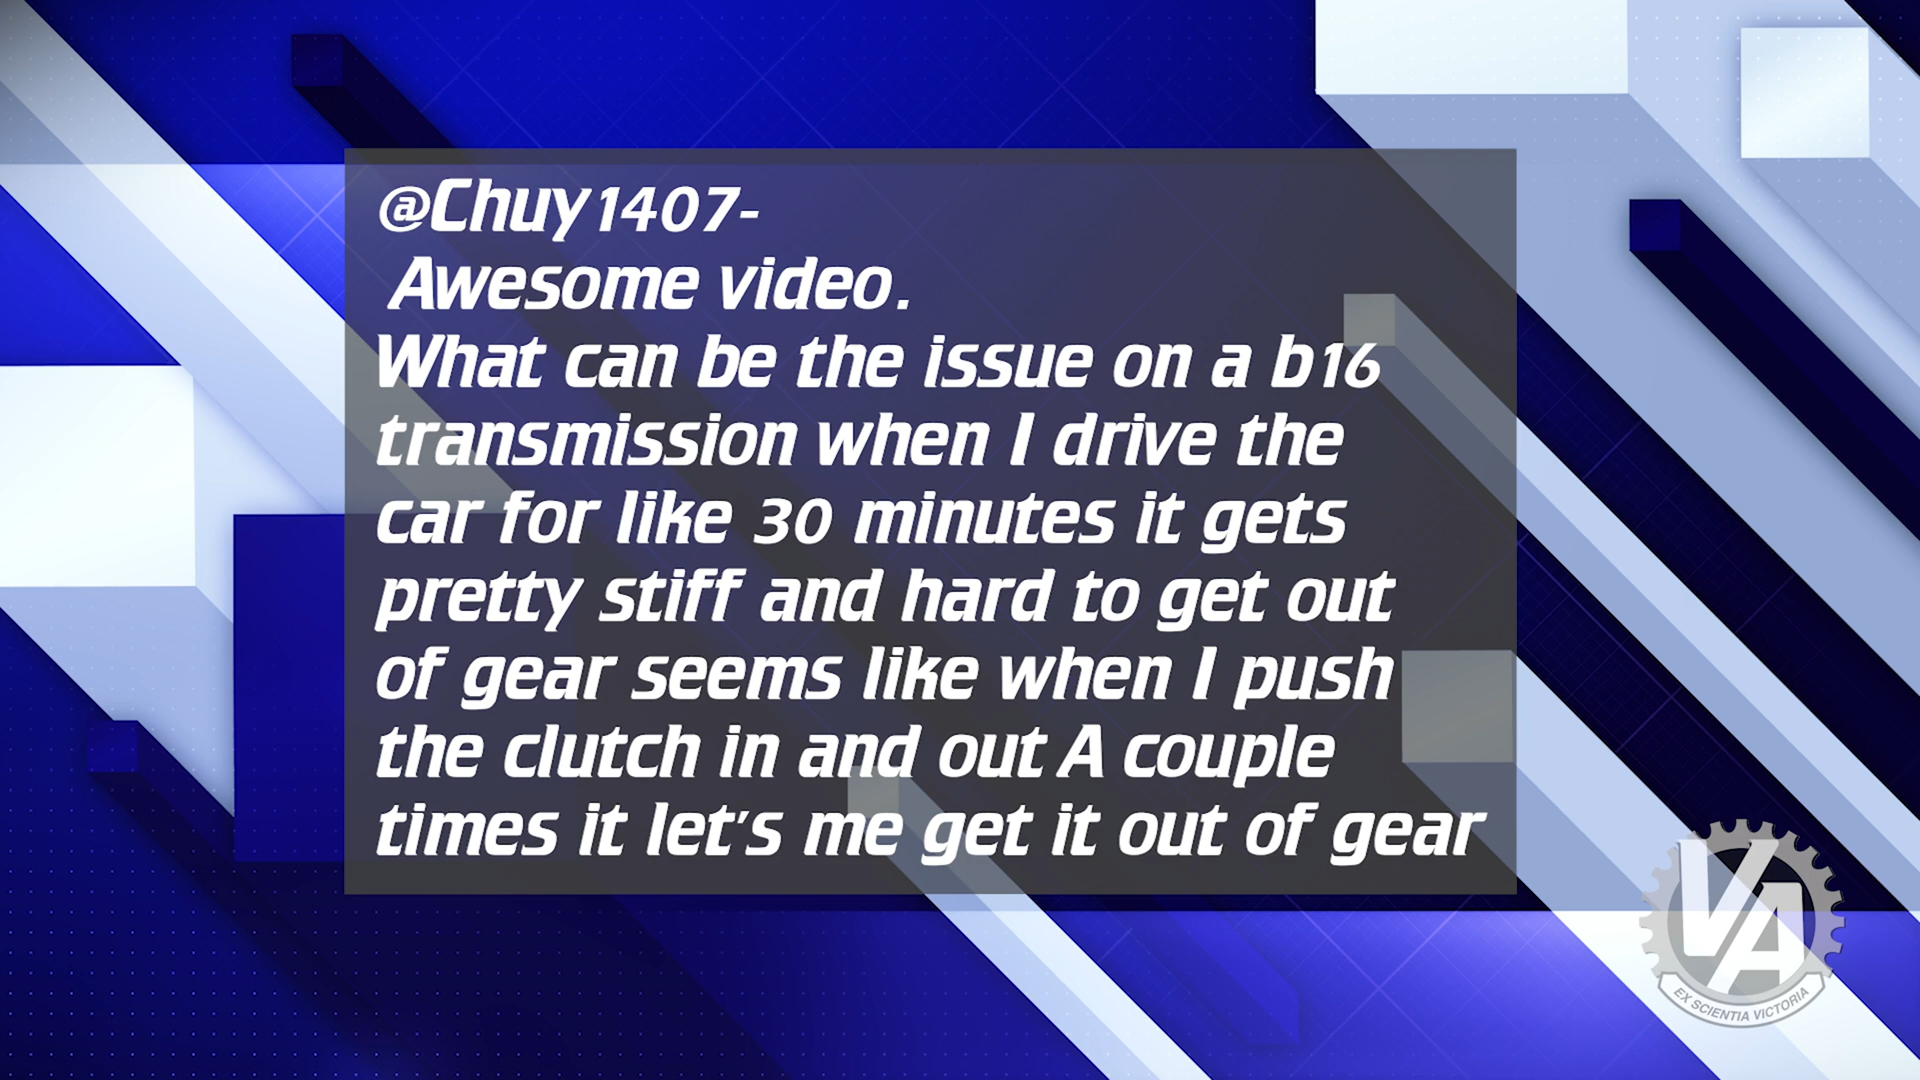 @Chuy1407-
Awesome video.
What can be the issue on a b16
transmission when I drive the
car for like 30 minutes it gets
pretty stiff and hard to get out
of gear seems like when I push
the clutch in and out A couple
times it let's me get it out of gear
VA
EX SCIENTIA VICTORIA